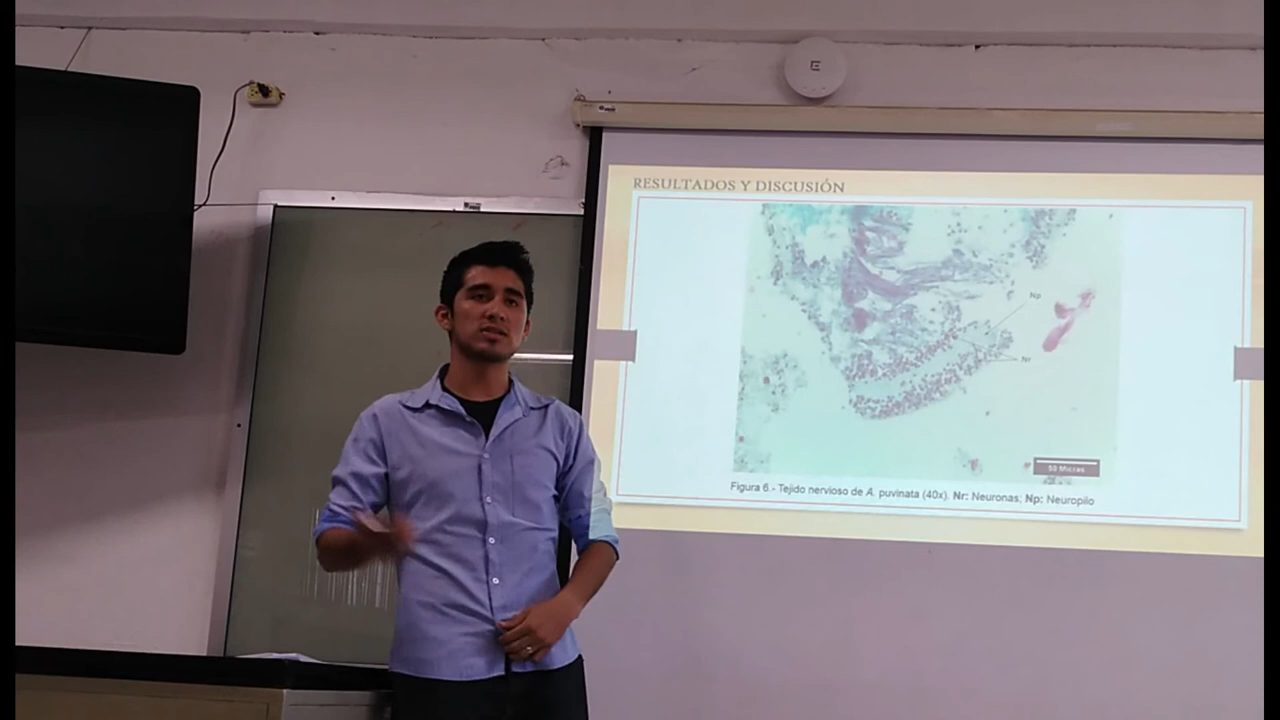 RESULTADOS Y DISCUSIÓN
Np
Nr
50 Micras
Figura 6.- Tejido nervioso de A. puvinata (40x). Nr: Neuronas; Np: Neuropilo